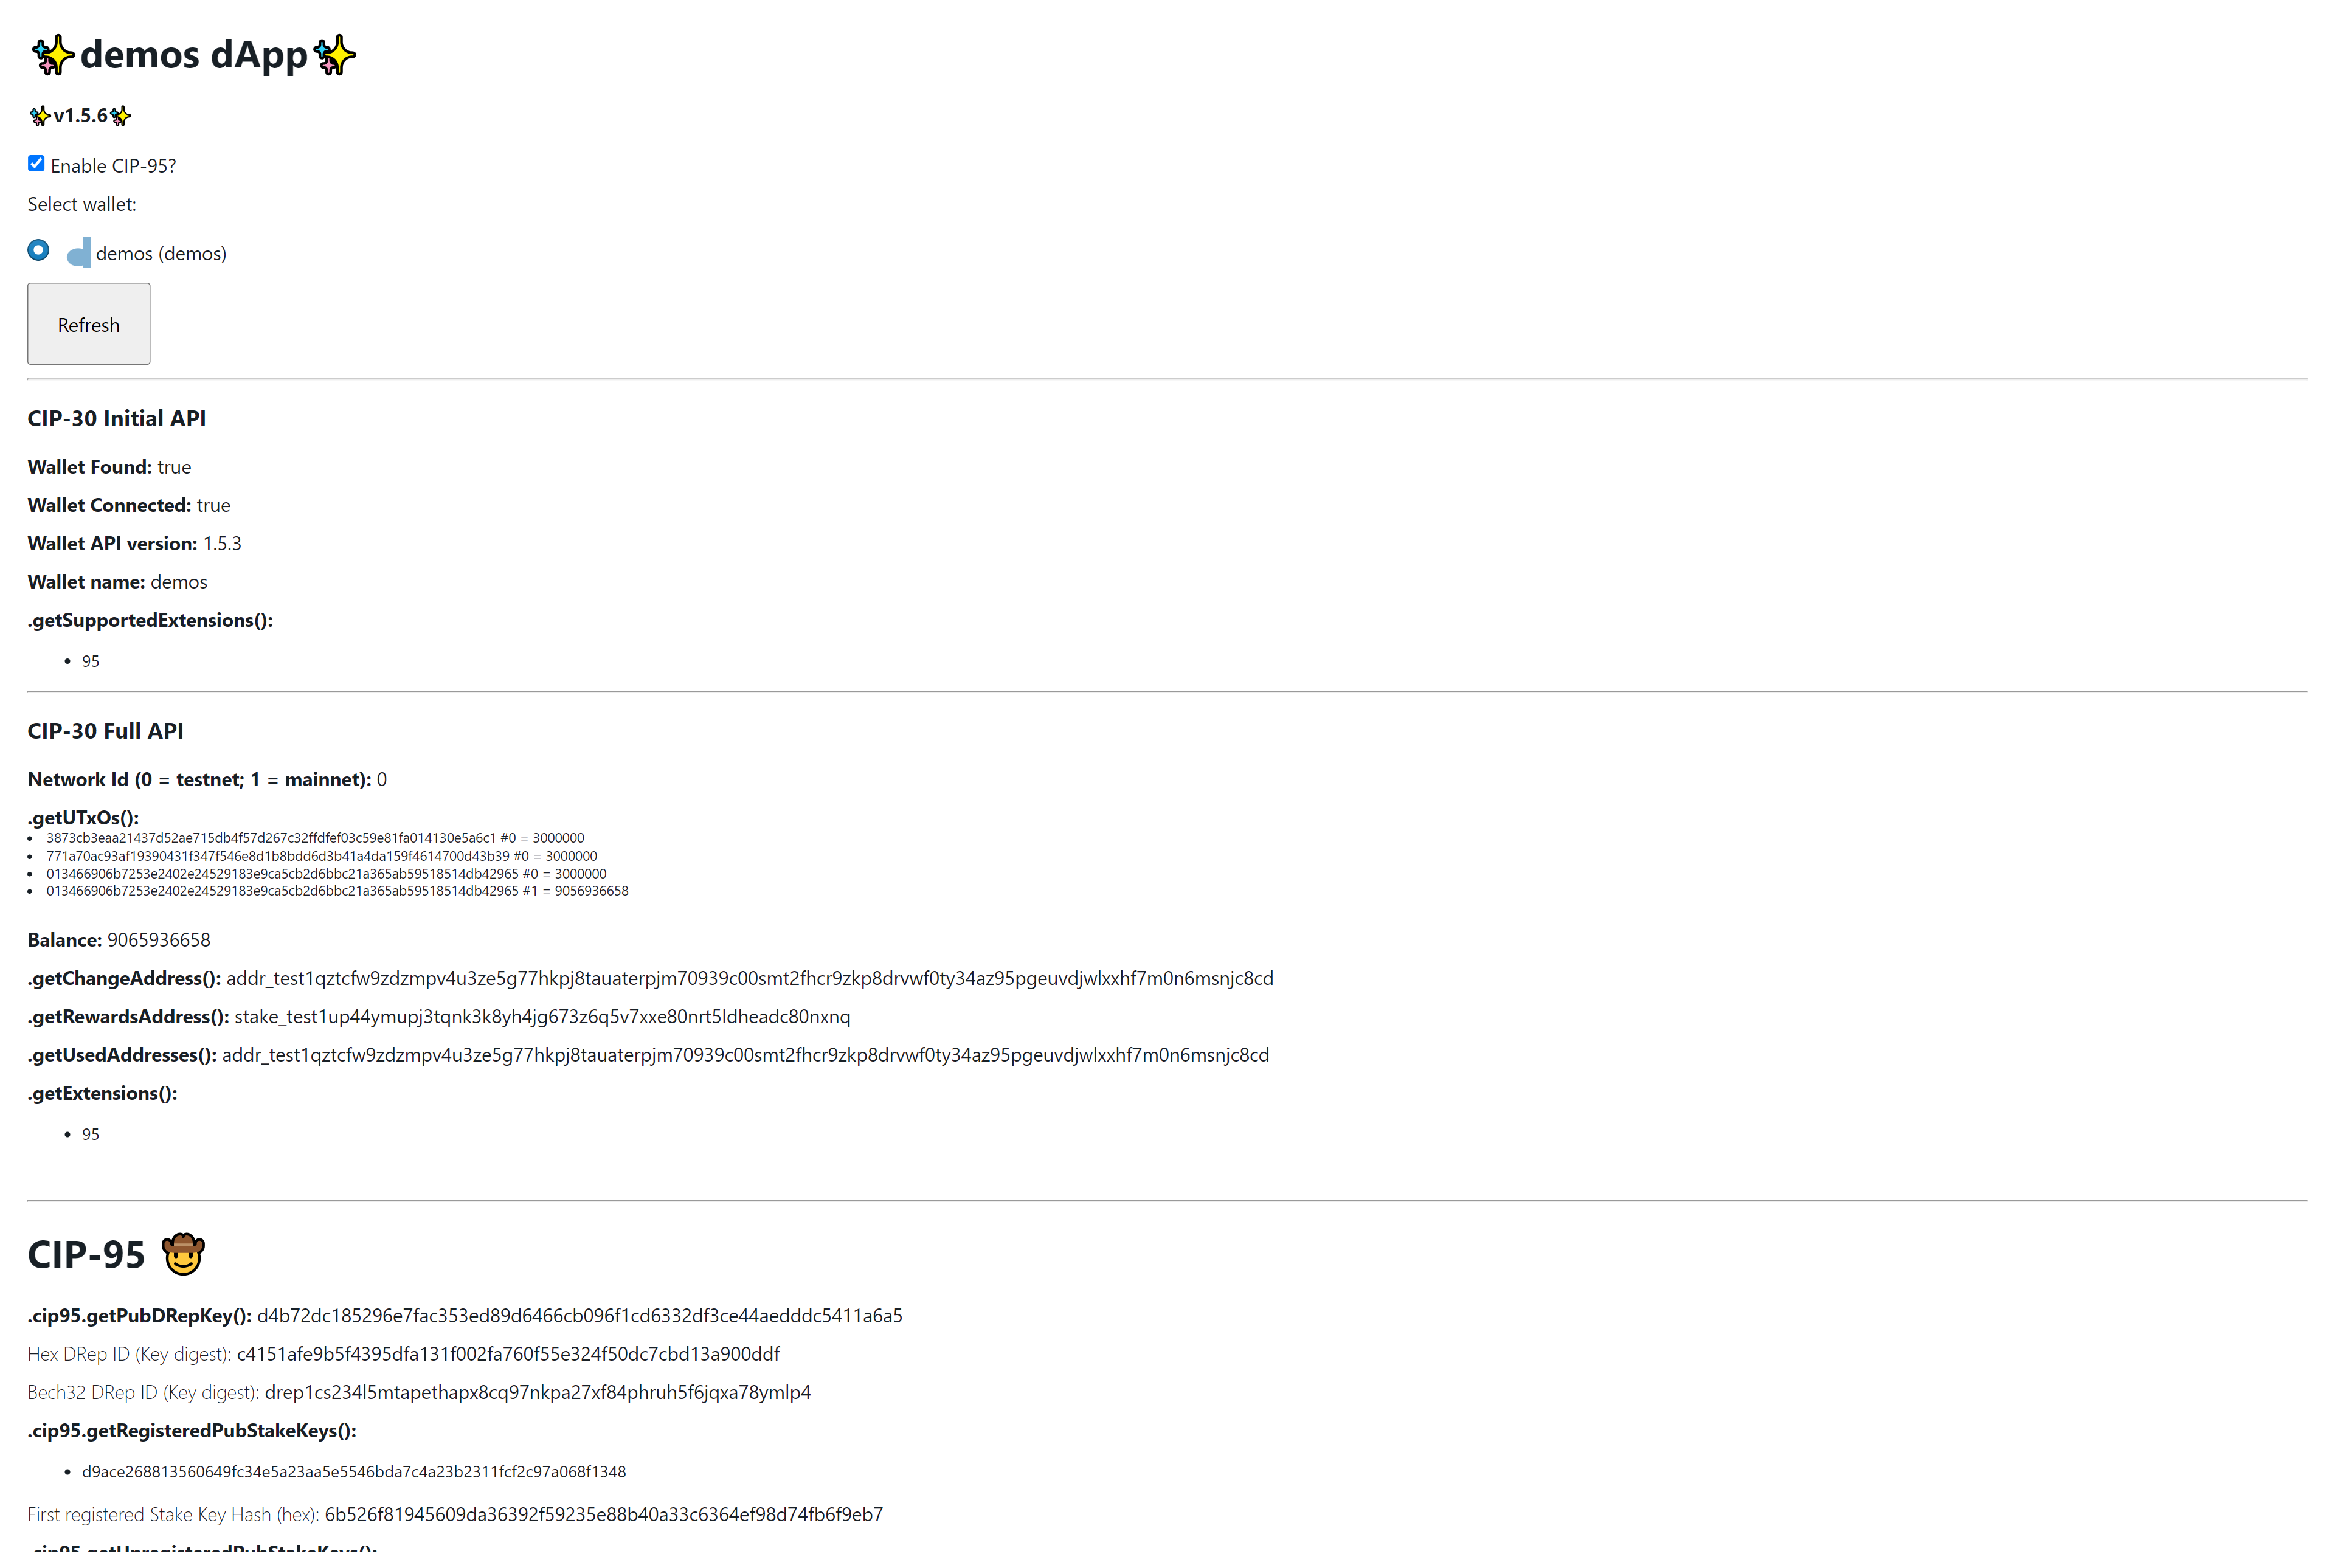 ✨demos dApp✨
✨v1.5.6✨
Enable CIP-95?
Select wallet:
demos (demos)
Refresh
CIP-30 Initial API
Wallet Found: true
Wallet Connected: true
Wallet API version: 1.5.3
Wallet name: demos
.getSupportedExtensions():
• 95
CIP-30 Full API
Network Id (0 = testnet; 1 = mainnet): 0
.getUTxOs():
• 3873cb3eaa21437d52ae715db4f57d267c32ffdfef03c59e81fa014130e5a6c1 #0 = 3000000
• 771a70ac93af19390431f347f546e8d1b8bdd6d3b41a4da159f4614700d43b39 #0 = 3000000
• 013466906b7253e2402e24529183e9ca5cb2d6bbc21a365ab59518514db42965 #0 = 3000000
• 013466906b7253e2402e24529183e9ca5cb2d6bbc21a365ab59518514db42965 #1 = 9056936658
Balance: 9065936658
.getChangeAddress(): addr_test1qztcfw9zdzmpv4u3ze5g77hkpj8tauaterpjm70939c00smt2fhcr9zkp8drvwf0ty34az95pgeuvdjwlxxhf7m0n6msnjc8cd
.getRewardsAddress(): stake_test1up44ymupj3tqnk3k8yh4jg673z6q5v7xxe80nrt5ldheadc80nxnq
.getUsedAddresses(): addr_test1qztcfw9zdzmpv4u3ze5g77hkpj8tauaterpjm70939c00smt2fhcr9zkp8drvwf0ty34az95pgeuvdjwlxxhf7m0n6msnjc8cd
.getExtensions():
• 95
CIP-95 🤠
.cip95.getPubDRepKey(): d4b72dc185296e7fac353ed89d6466cb096f1cd6332df3ce44aedddc5411a6a5
Hex DRep ID (Key digest): c4151afe9b5f4395dfa131f002fa760f55e324f50dc7cbd13a900ddf
Bech32 DRep ID (Key digest): drep1cs234l5mtapethapx8cq97nkpa27xf84phruh5f6jqxa78ymlp4
.cip95.getRegisteredPubStakeKeys():
• d9ace268813560649fc34e5a23aa5e5546bda7c4a23b2311fcf2c97a068f1348
First registered Stake Key Hash (hex): 6b526f81945609da36392f59235e88b40a33c6364ef98d74fb6f9eb7
.cip95.getUnregisteredPubStakeKeys():